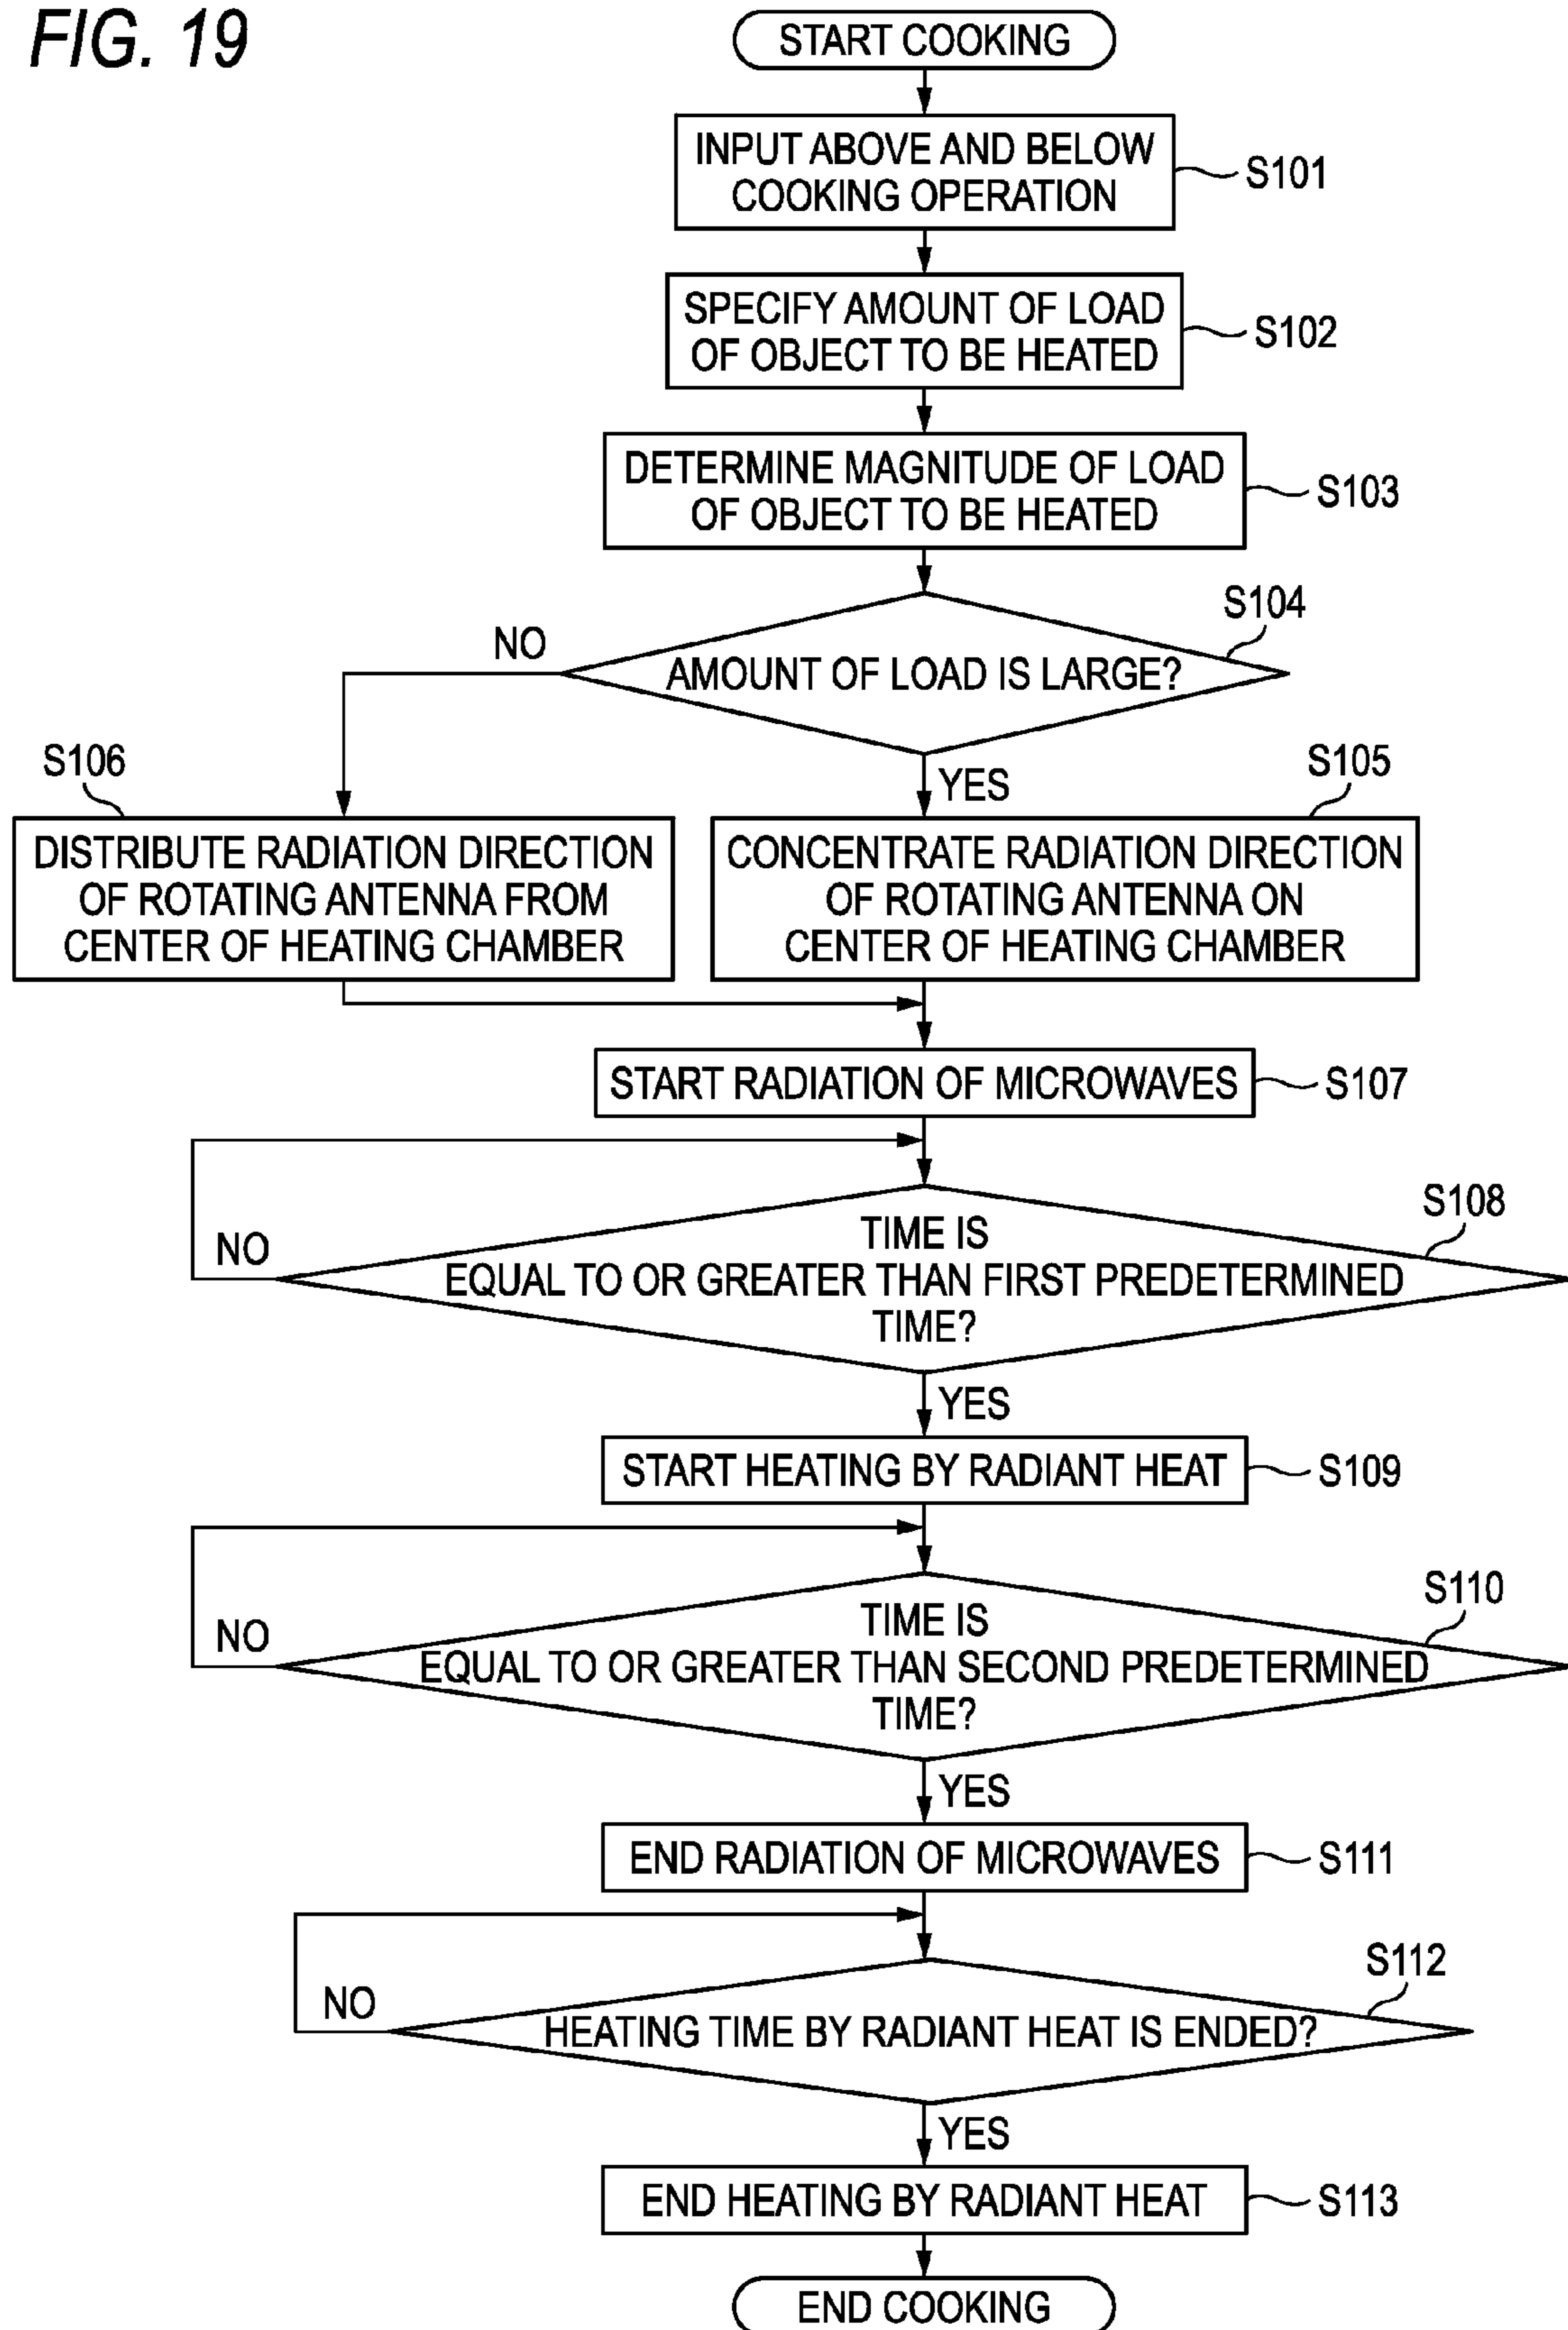 FIG. 19
START COOKING
INPUT ABOVE AND BELOW
COOKING OPERATION
S101
SPECIFY AMOUNT OF LOAD
OF OBJECT TO BE HEATED
S102
DETERMINE MAGNITUDE OF LOAD
OF OBJECT TO BE HEATED
S103
S104
NO
AMOUNT OF LOAD IS LARGE?
YES
S106
DISTRIBUTE RADIATION DIRECTION
OF ROTATING ANTENNA FROM
CENTER OF HEATING CHAMBER
S105
CONCENTRATE RADIATION DIRECTION
OF ROTATING ANTENNA ON
CENTER OF HEATING CHAMBER
START RADIATION OF MICROWAVES
S107
S108
NO
TIME IS
EQUAL TO OR GREATER THAN FIRST PREDETERMINED
TIME?
YES
START HEATING BY RADIANT HEAT
S109
S110
NO
TIME IS
EQUAL TO OR GREATER THAN SECOND PREDETERMINED
TIME?
YES
END RADIATION OF MICROWAVES
S111
S112
NO
HEATING TIME BY RADIANT HEAT IS ENDED?
YES
END HEATING BY RADIANT HEAT
S113
END COOKING